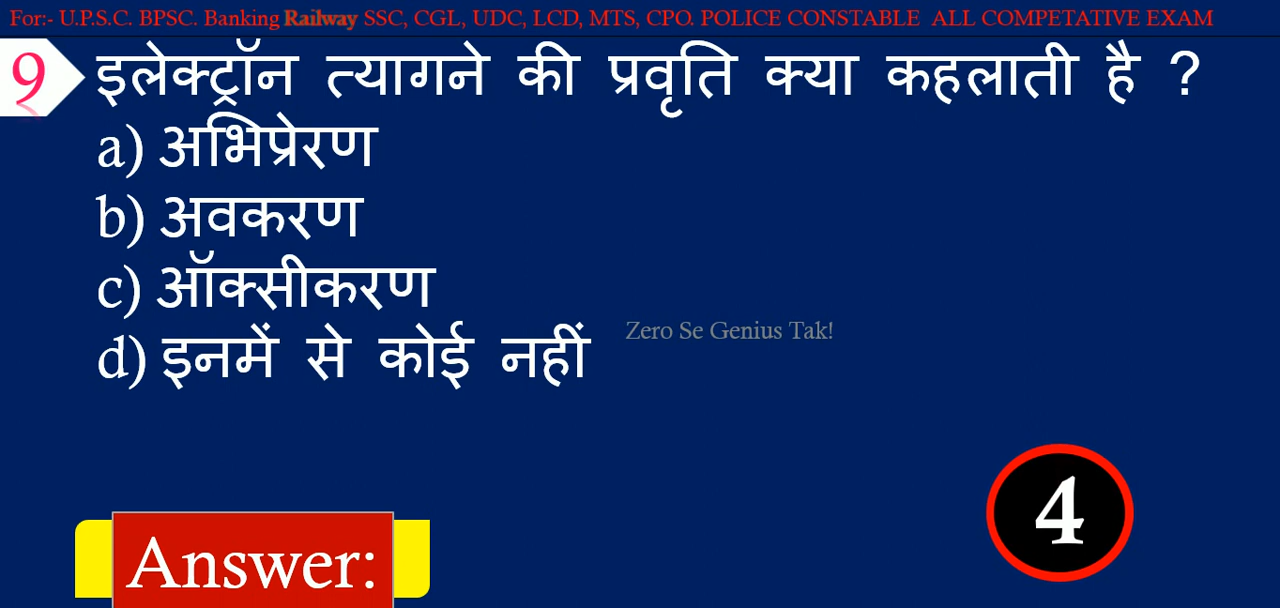 For:- U.P.S.C. BPSC. Banking Railway SSC, CGL, UDC, LCD, MTS, CPO. POLICE CONSTABLE ALL COMPETATIVE EXAM
9 इलेक्ट्रॉन त्यागने की प्रवृति क्या कहलाती है ?
a) अभिप्रेरण
b) अवकरण
c) ऑक्सीकरण
d) इनमें से कोई नहीं
Zero Se Genius Tak!
4
Answer: